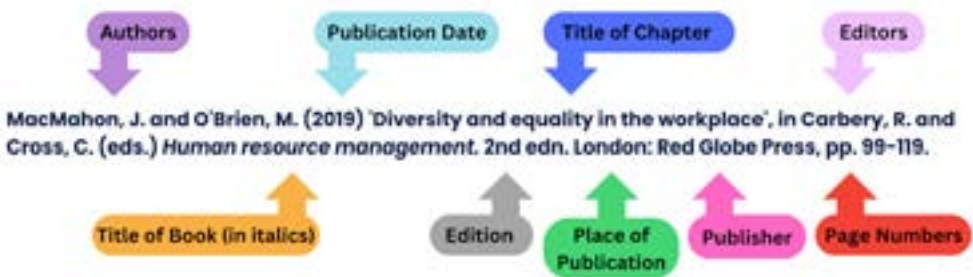 Authors
Publication Date
Title of Chapter
Editors
MacMahon, J. and O'Brien, M. (2019) 'Diversity and equality in the workplace', in Carbery, R. and
Cross, C. (eds.) Human resource management. 2nd edn. London: Red Globe Press, pp. 99-119.
Title of Book (in italics)
Edition
Place of
Publication
Publisher
Page Numbers